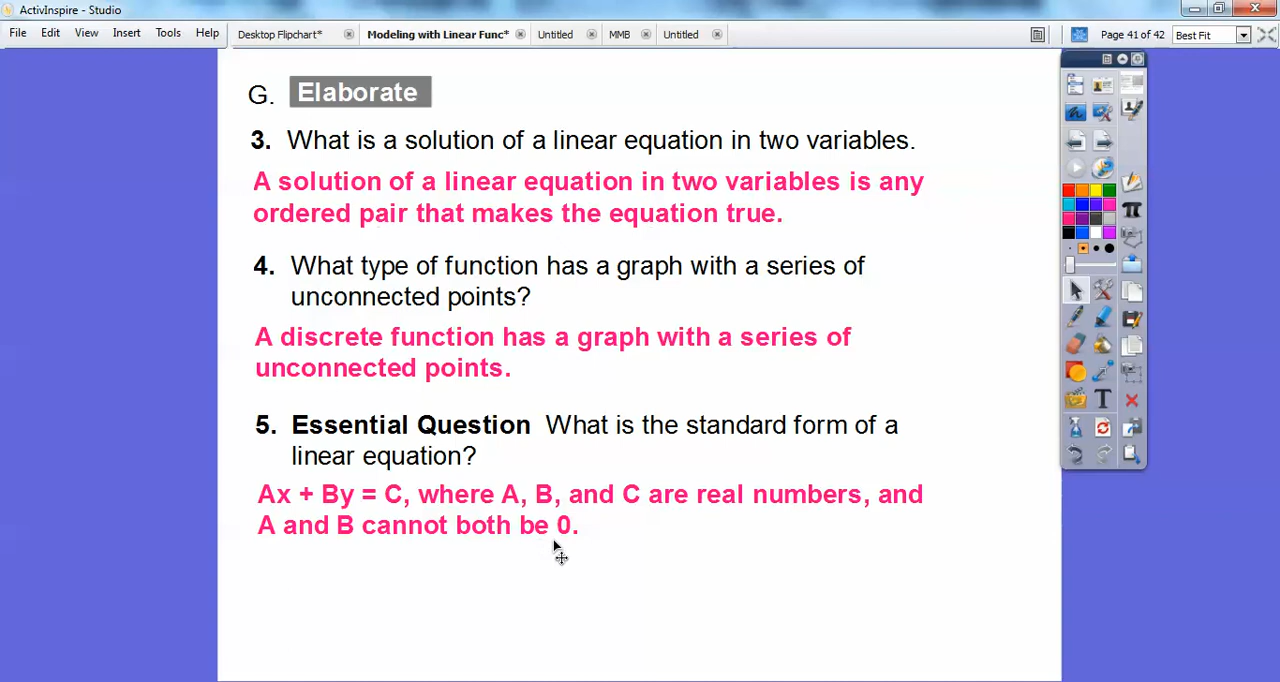 ActivInspire - Studio
File Edit View Insert Tools Help Desktop Flipchart* Modeling with Linear Func* Untitled MMB Untitled Page 41 of 42 Best Fit
G. Elaborate
3. What is a solution of a linear equation in two variables.
A solution of a linear equation in two variables is any
ordered pair that makes the equation true.
4. What type of function has a graph with a series of
unconnected points?
A discrete function has a graph with a series of
unconnected points.
5. Essential Question What is the standard form of a
linear equation?
Ax + By = C, where A, B, and C are real numbers, and
A and B cannot both be 0.